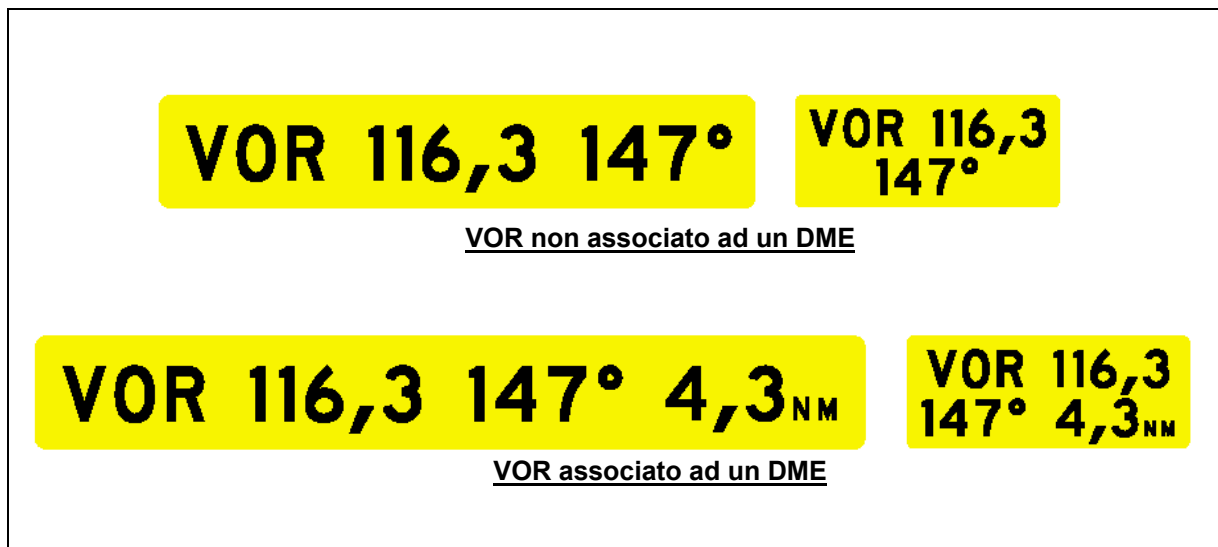 VOR 116,3 147°
VOR 116,3
147°
VOR non associato ad un DME
VOR 116,3 147° 4,3NM
VOR 116,3
147° 4,3NM
VOR associato ad un DME